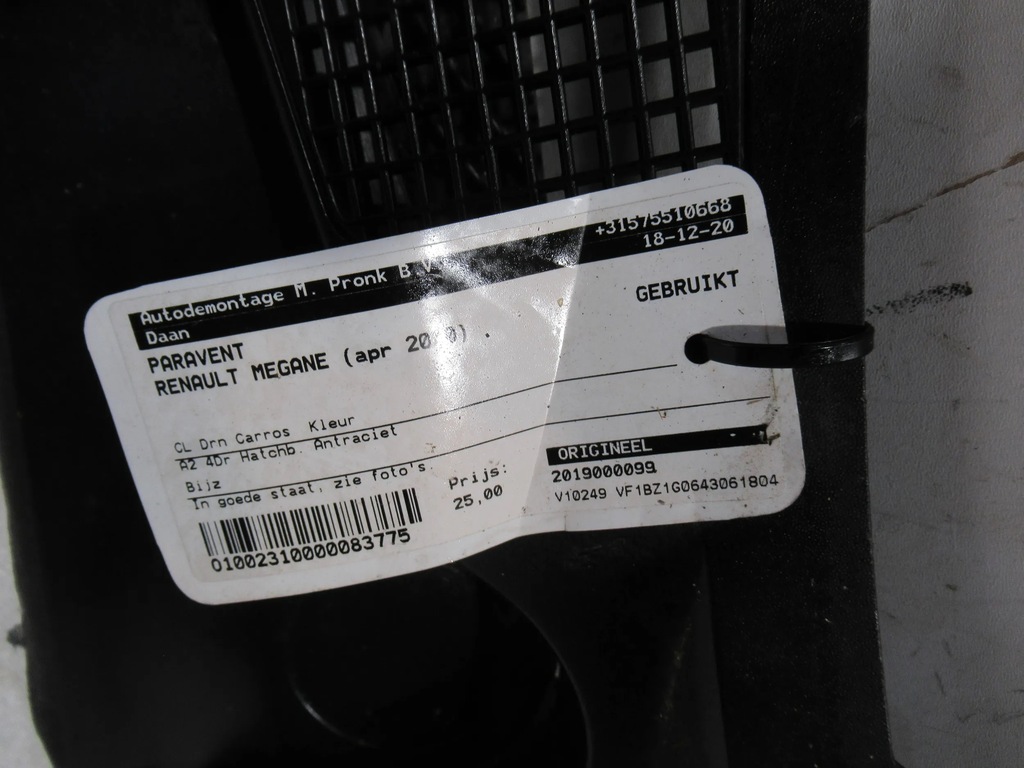 Autodemontage M. Pronk B.V. +31575510668
Daan 18-12-20
PARAVENT GEBRUIKT
RENAULT MEGANE (apr
CL Drn Carros Kleur
A2 4Dr Hatchb. Antraciet
Bijz
In goede staat, zie foto's.
Prijs:
25,00
ORIGINEEL
2019000099
V10249 VF1BZ1G0643061804
0100231000083775